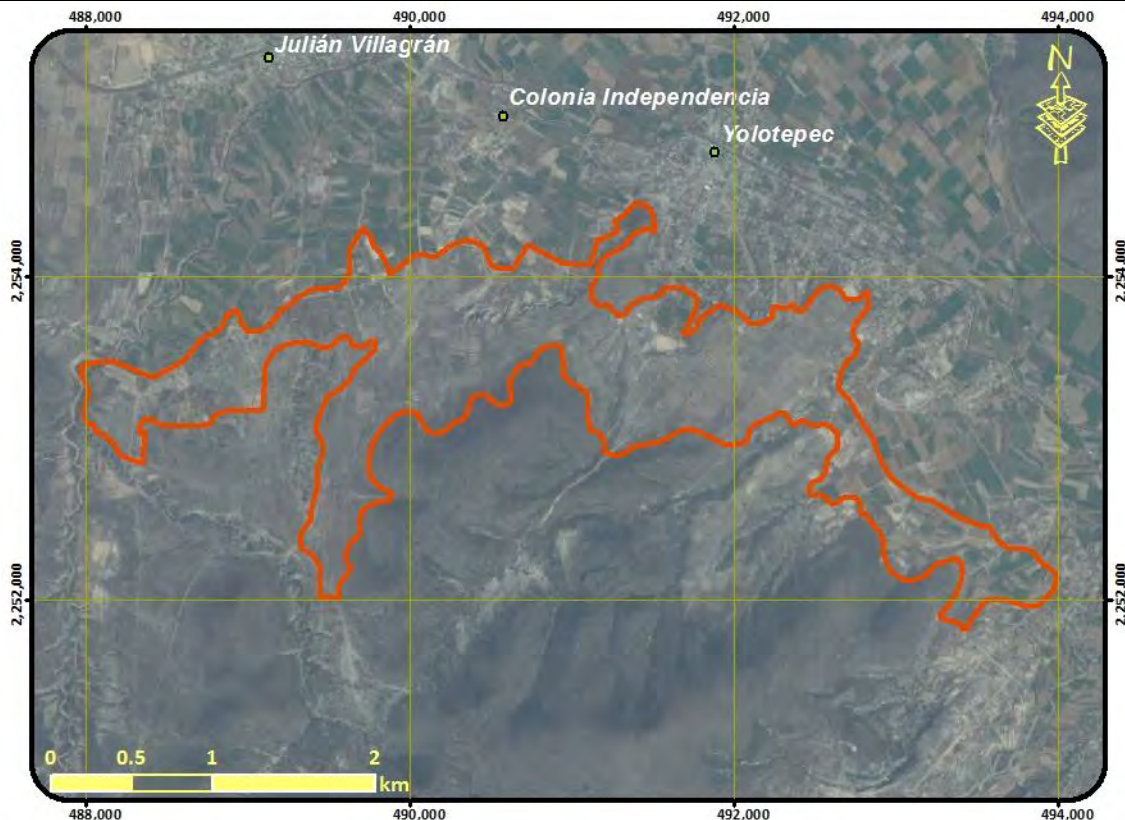 488,000 490,000 492,000 494,000
Julián Villagrán
Colonia Independencia
Yolotepec
N
2,254,000 2,254,000
2,252,000 2,252,000
0 0.5 1 2
km
488,000 490,000 492,000 494,000